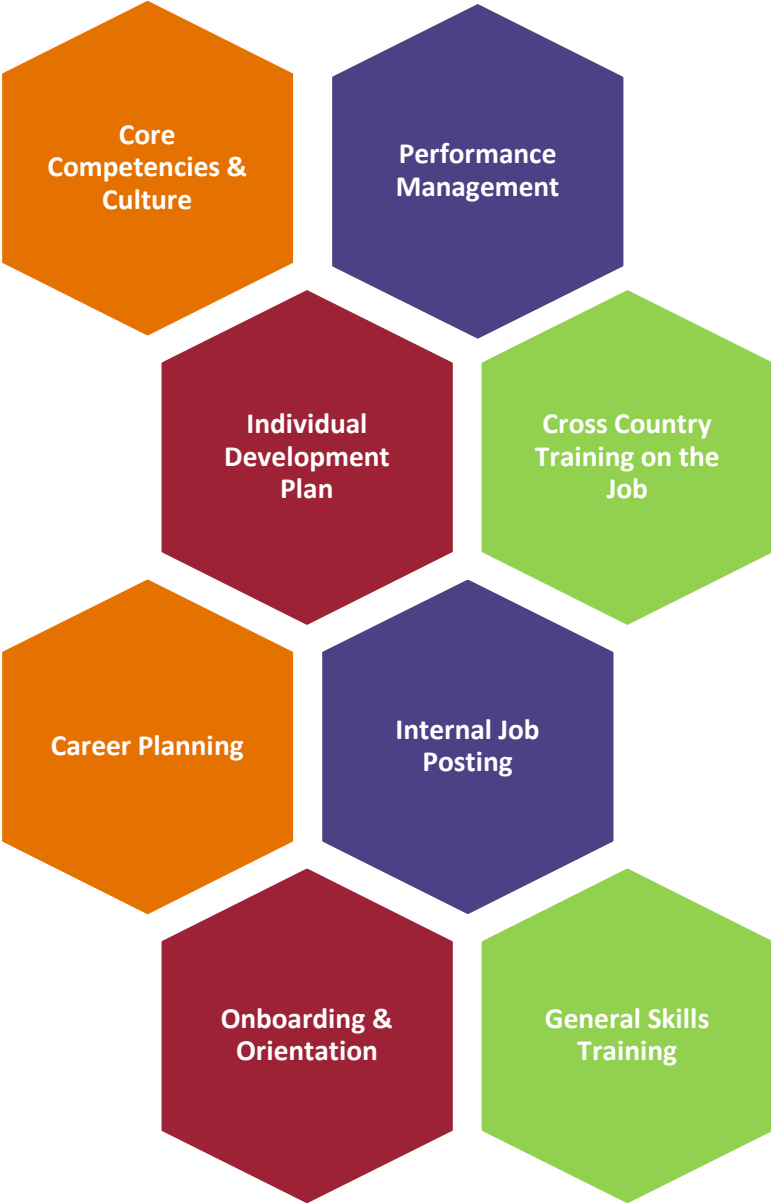 Core
Competencies &
Culture
Performance
Management
Individual
Development
Plan
Cross Country
Training on the
Job
Career Planning
Internal Job
Posting
Onboarding &
Orientation
General Skills
Training